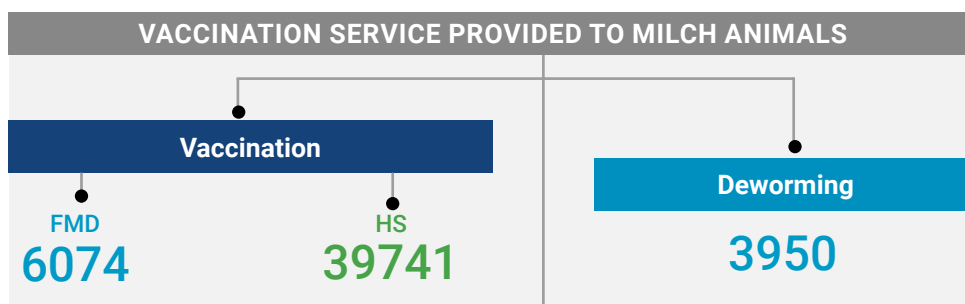 VACCINATION SERVICE PROVIDED TO MILCH ANIMALS
Vaccination
FMD
6074
HS
39741
Deworming
3950